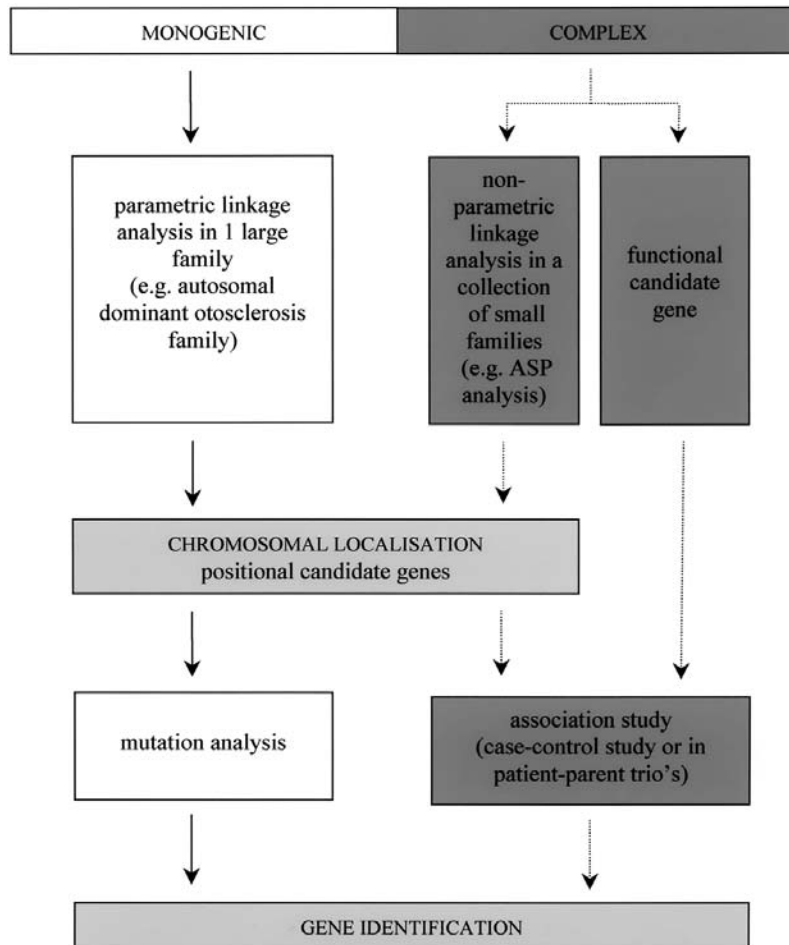 MONOGENIC
COMPLEX
parametric linkage
analysis in 1 large
family
(e.g. autosomal
dominant otosclerosis
family)
non-
parametric
linkage
analysis in a
collection
of small
families
(e.g. ASP
analysis)
functional
candidate
gene
CHROMOSOMAL LOCALISATION
positional candidate genes
mutation analysis
association study
(case-control study or in
patient-parent trio's)
GENE IDENTIFICATION